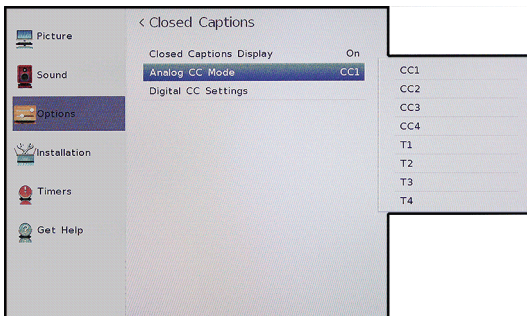 Picture
Sound
Options
Installation
Timers
Get Help
< Closed Captions
Closed Captions Display On
Analog CC Mode CC1
Digital CC Settings
CC1
CC2
CC3
CC4
T1
T2
T3
T4